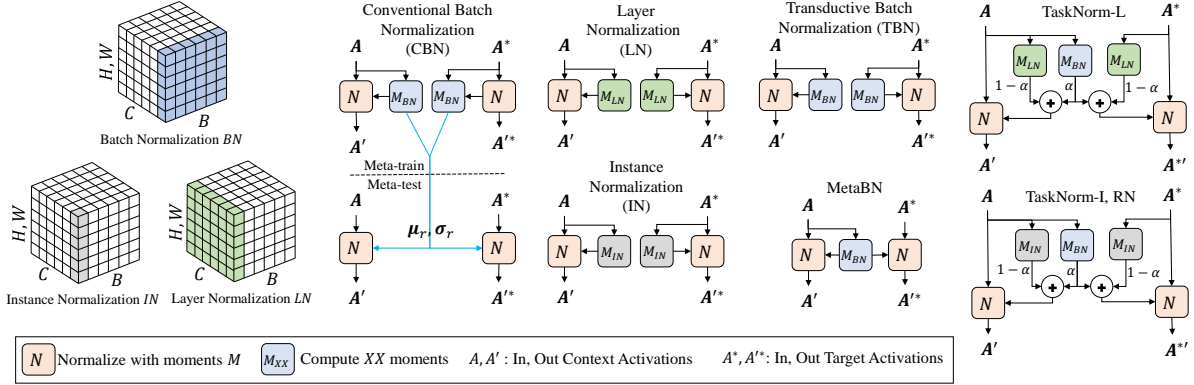 H, W
C
B
Batch Normalization BN
H, W
C
B
Instance Normalization IN
H, W
C
B
Layer Normalization LN
Conventional Batch
Normalization
(CBN)
A
A*
N
M_BN
M_BN
N
A′
A′*
Meta-train
Meta-test
A
A*
μ_r, σ_r
N
N
A′
A′*
Layer
Normalization
(LN)
A
A*
N
M_LN
M_LN
N
A′
A′*
Instance
Normalization
(IN)
A
A*
N
M_IN
M_IN
N
A′
A′*
Transductive Batch
Normalization (TBN)
A
A*
N
M_BN
M_BN
N
A′
A′*
MetaBN
A
A*
N
M_BN
N
A′
A′*
TaskNorm-L
A
A*
M_LN
M_BN
M_LN
1 − α
α
1 − α
+
+
N
N
A′
A*′
TaskNorm-I, RN
A
A*
M_IN
M_BN
M_IN
1 − α
α
1 − α
+
+
N
N
A′
A*′
N Normalize with moments M
M_XX Compute XX moments
A, A′ : In, Out Context Activations
A*, A′*: In, Out Target Activations